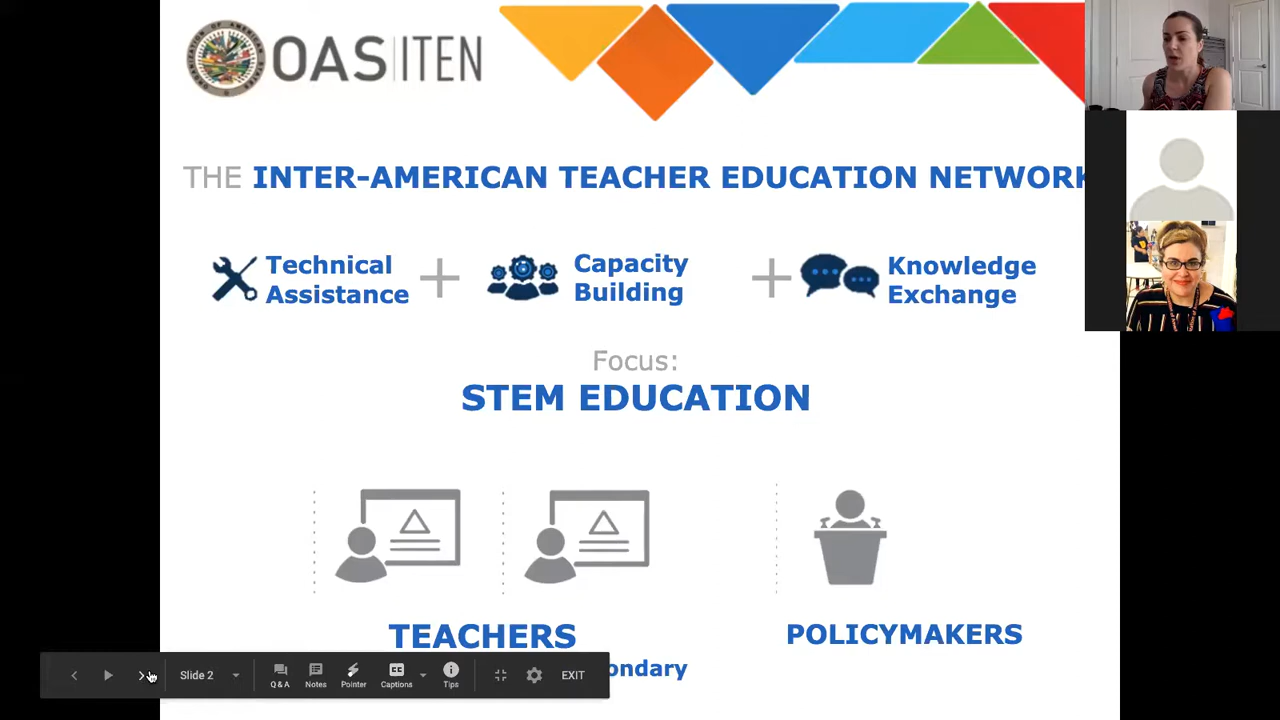 OAS ITEN
THE INTER-AMERICAN TEACHER EDUCATION NETWORK
Technical
Assistance
Capacity
Building
Knowledge
Exchange
Focus:
STEM EDUCATION
TEACHERS
POLICYMAKERS
ondary
Slide 2
Q & A
Notes
Pointer
CC
Captions
Tips
EXIT